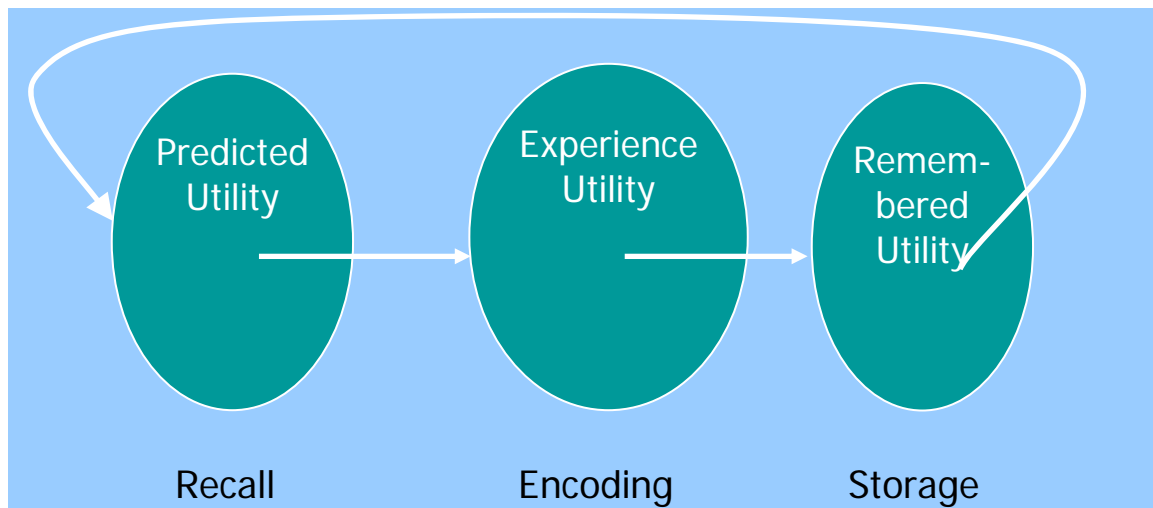 Predicted
Utility
Experience
Utility
Remem-
bered
Utility
Recall
Encoding
Storage